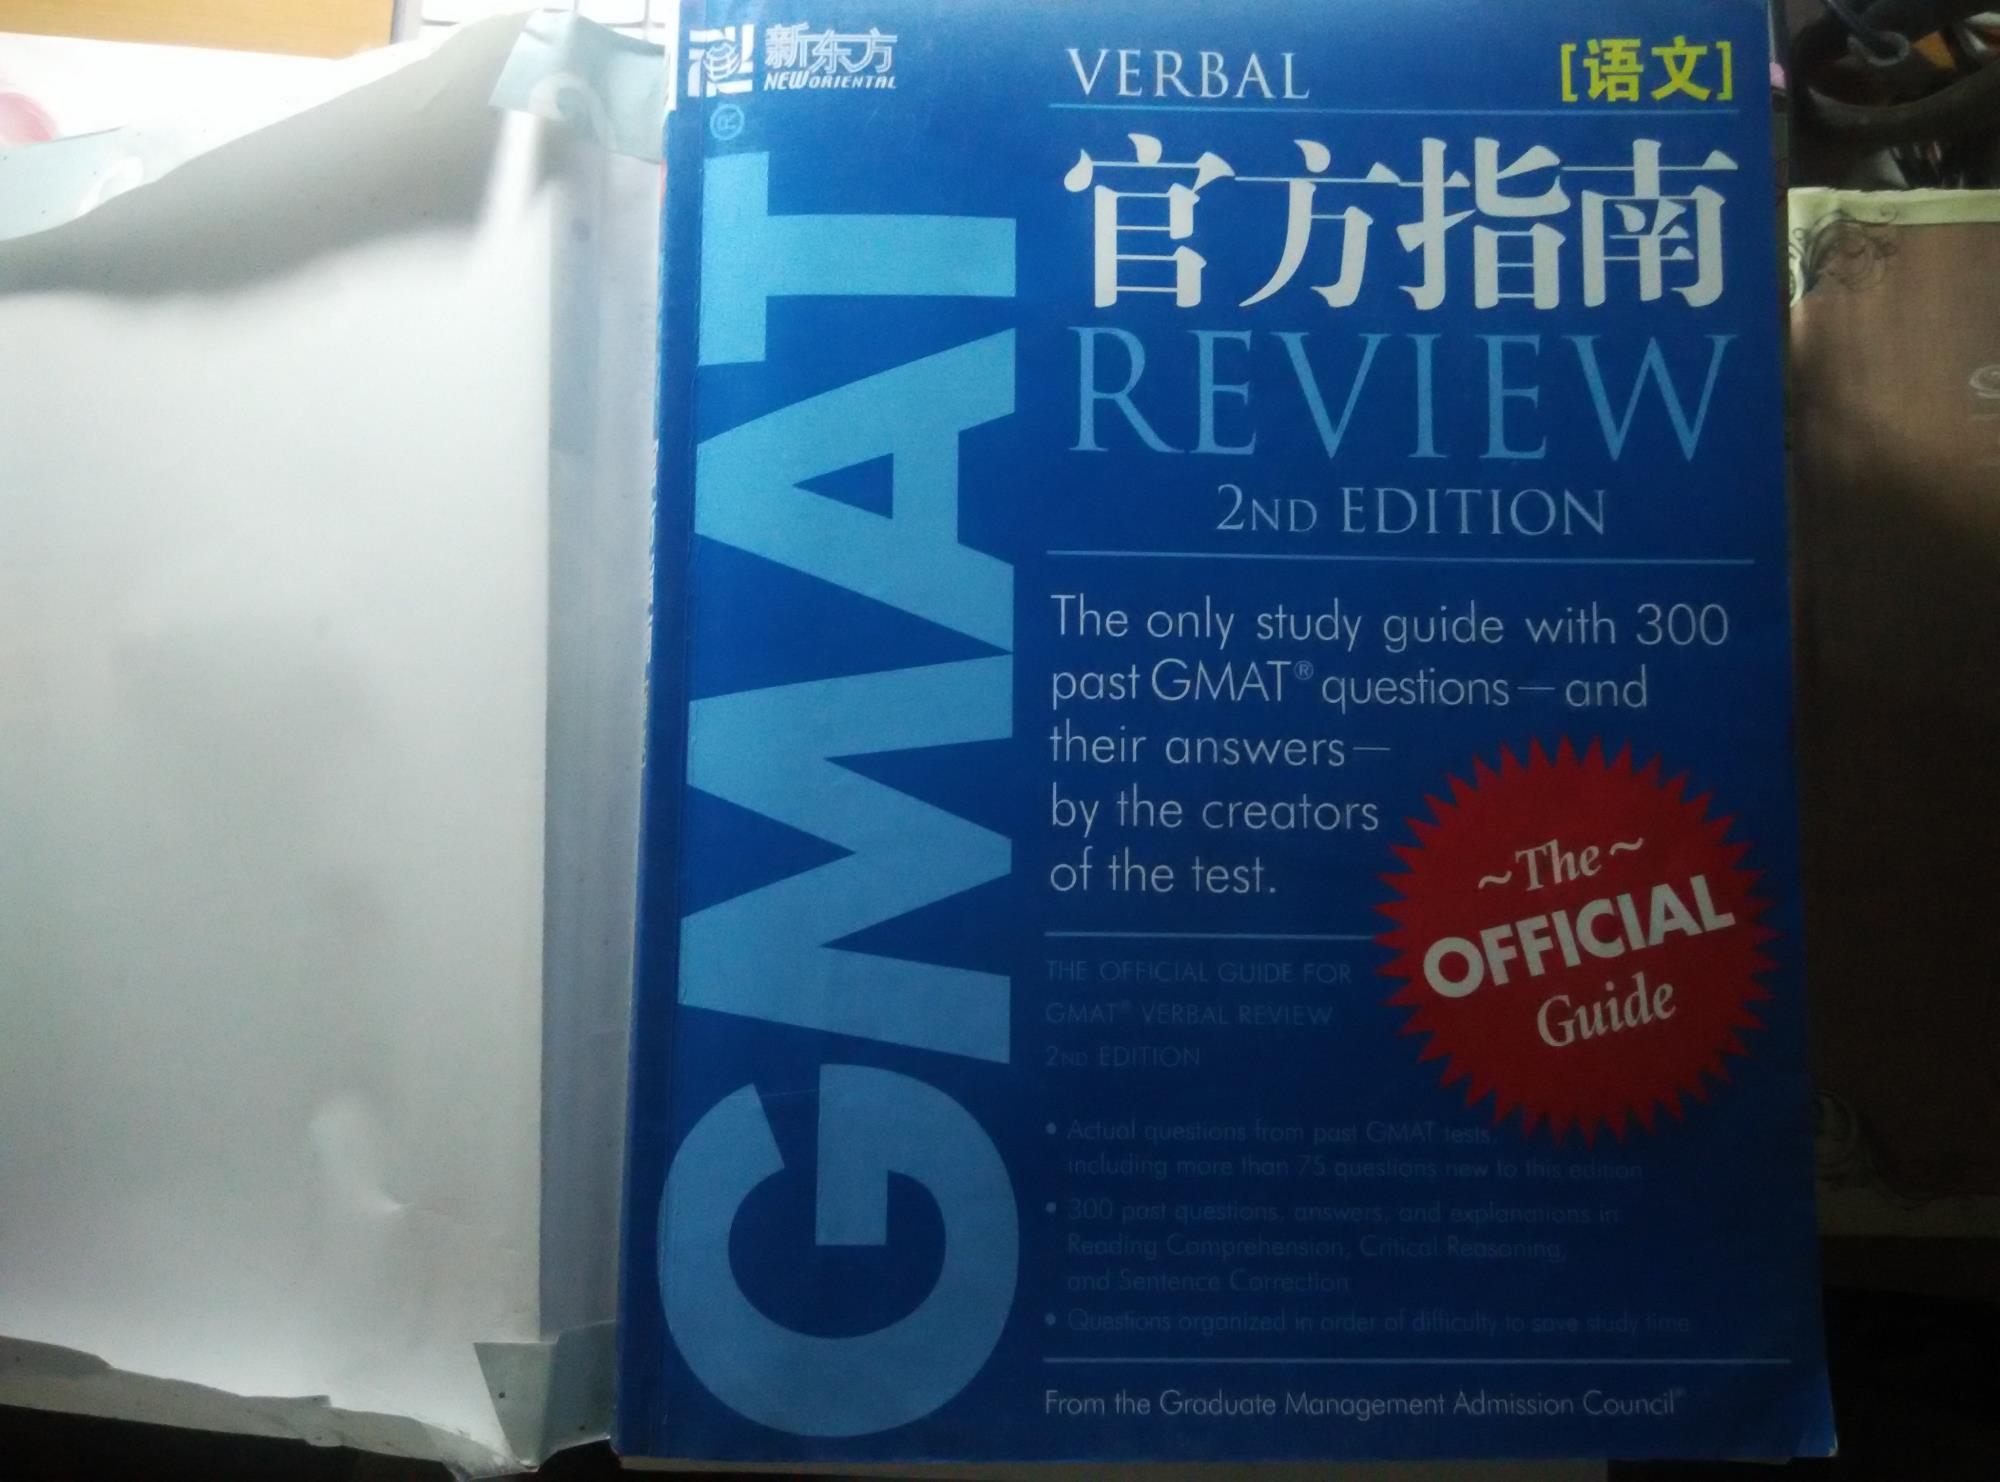 新东方
NEW ORIENTAL
GMAT®
VERBAL
[语文]
官方指南
REVIEW
2ND EDITION
The only study guide with 300
past GMAT® questions—and
their answers—
by the creators
of the test.
~The~
OFFICIAL
Guide
THE OFFICIAL GUIDE FOR
GMAT® VERBAL REVIEW
2ND EDITION
• Actual questions from past GMAT tests,
including more than 75 questions new to this edition
• 300 past questions, answers, and explanations in
Reading Comprehension, Critical Reasoning,
and Sentence Correction
• Questions organized in order of difficulty to save study time
From the Graduate Management Admission Council®